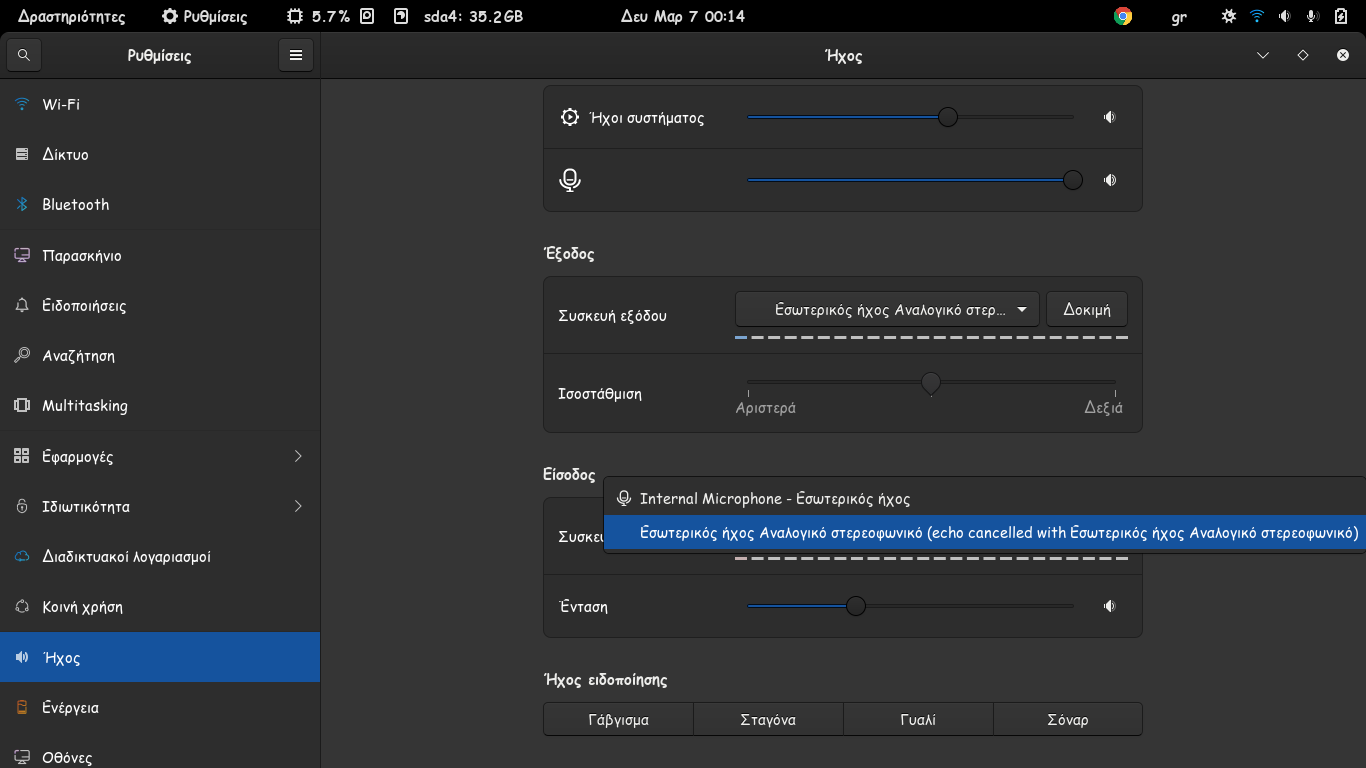 Δραστηριότητες Ρυθμίσεις 5.7% sda4: 35.2GB Δευ Μαρ 7 00:14 gr
Ρυθμίσεις
Ήχος
Wi-Fi
Δίκτυο
Bluetooth
Παρασκήνιο
Ειδοποιήσεις
Αναζήτηση
Multitasking
Εφαρμογές
Ιδιωτικότητα
Διαδικτυακοί λογαριασμοί
Κοινή χρήση
Ήχος
Ενέργεια
Οθόνες
Ήχοι συστήματος
Έξοδος
Συσκευή εξόδου Εσωτερικός ήχος Αναλογικό στερ... Δοκιμή
Ισοστάθμιση
Αριστερά Δεξιά
Είσοδος
Internal Microphone - Εσωτερικός ήχος
Συσκευ Εσωτερικός ήχος Αναλογικό στερεοφωνικό (echo cancelled with Εσωτερικός ήχος Αναλογικό στερεοφωνικό)
Ένταση
Ήχος ειδοποίησης
Γάβγισμα Σταγόνα Γυαλί Σόναρ